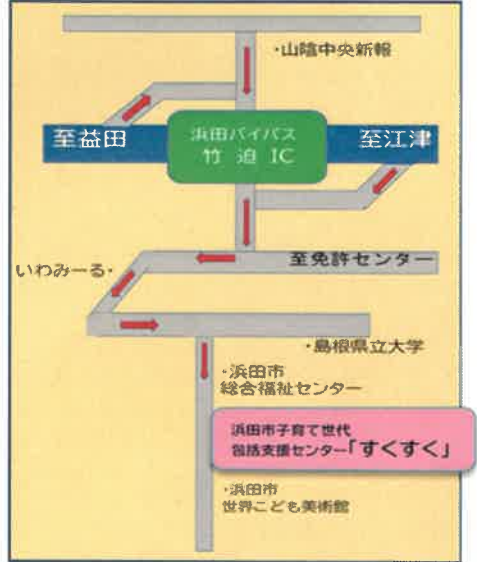 ・山陰中央新報
至益田
浜田バイパス
竹迫 IC
至江津
至免許センター
いわみーる・
・島根県立大学
・浜田市
総合福祉センター
浜田市子育て世代
包括支援センター「すくすく」
・浜田市
世界こども美術館